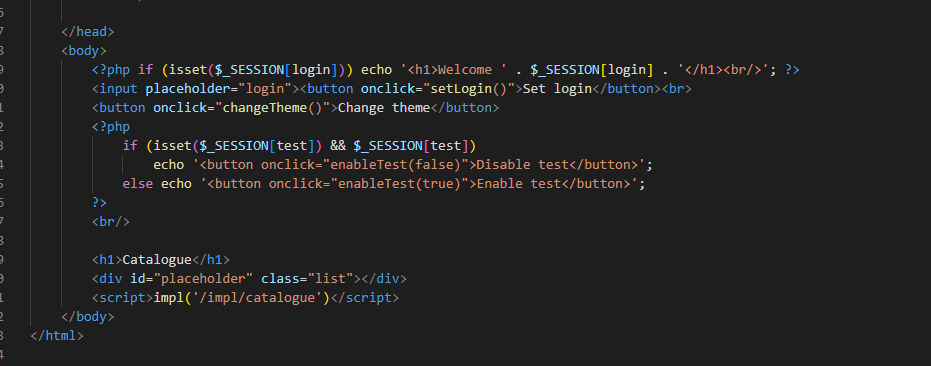 </head>
<body>
<?php if (isset($_SESSION[login])) echo '<h1>Welcome ' . $_SESSION[login] . '</h1><br/>'; ?>
<input placeholder="login"><button onclick="setLogin()">Set login</button><br>
<button onclick="changeTheme()">Change theme</button>
<?php
if (isset($_SESSION[test]) && $_SESSION[test])
echo '<button onclick="enableTest(false)">Disable test</button>';
else echo '<button onclick="enableTest(true)">Enable test</button>';
?>
<br/>
<h1>Catalogue</h1>
<div id="placeholder" class="list"></div>
<script>impl('/impl/catalogue')</script>
</body>
</html>